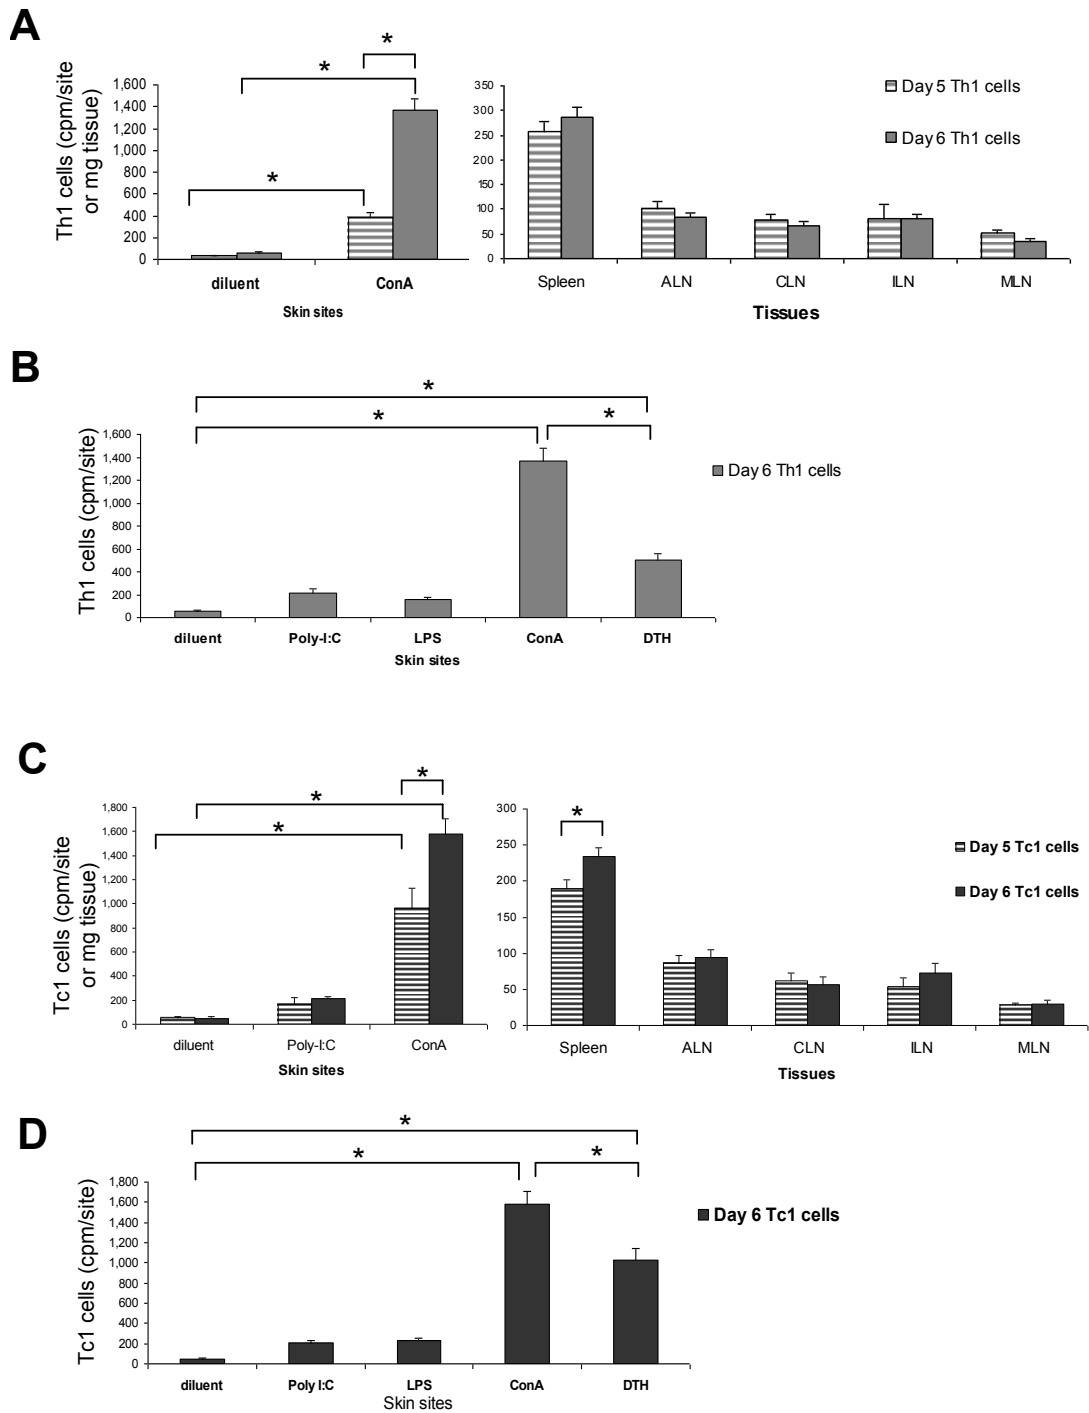 A
Th1 cells (cpm/site
or mg tissue)
1,600
1,400
1,200
1,000
800
600
400
200
0
*
*
*
diluent
ConA
Skin sites
350
300
250
200
150
100
50
0
Spleen
ALN
CLN
ILN
MLN
Tissues
Day 5 Th1 cells
Day 6 Th1 cells
B
Th1 cells (cpm/site)
1,600
1,400
1,200
1,000
800
600
400
200
0
*
*
*
diluent
Poly-I:C
LPS
ConA
DTH
Skin sites
Day 6 Th1 cells
C
Tc1 cells (cpm/site
or mg tissue)
1,800
1,600
1,400
1,200
1,000
800
600
400
200
0
*
*
*
diluent
Poly-I:C
ConA
Skin sites
300
250
200
150
100
50
0
*
Spleen
ALN
CLN
ILN
MLN
Tissues
Day 5 Tc1 cells
Day 6 Tc1 cells
D
Tc1 cells (cpm/site)
1,800
1,600
1,400
1,200
1,000
800
600
400
200
0
*
*
*
diluent
Poly I:C
LPS
ConA
DTH
Skin sites
Day 6 Tc1 cells